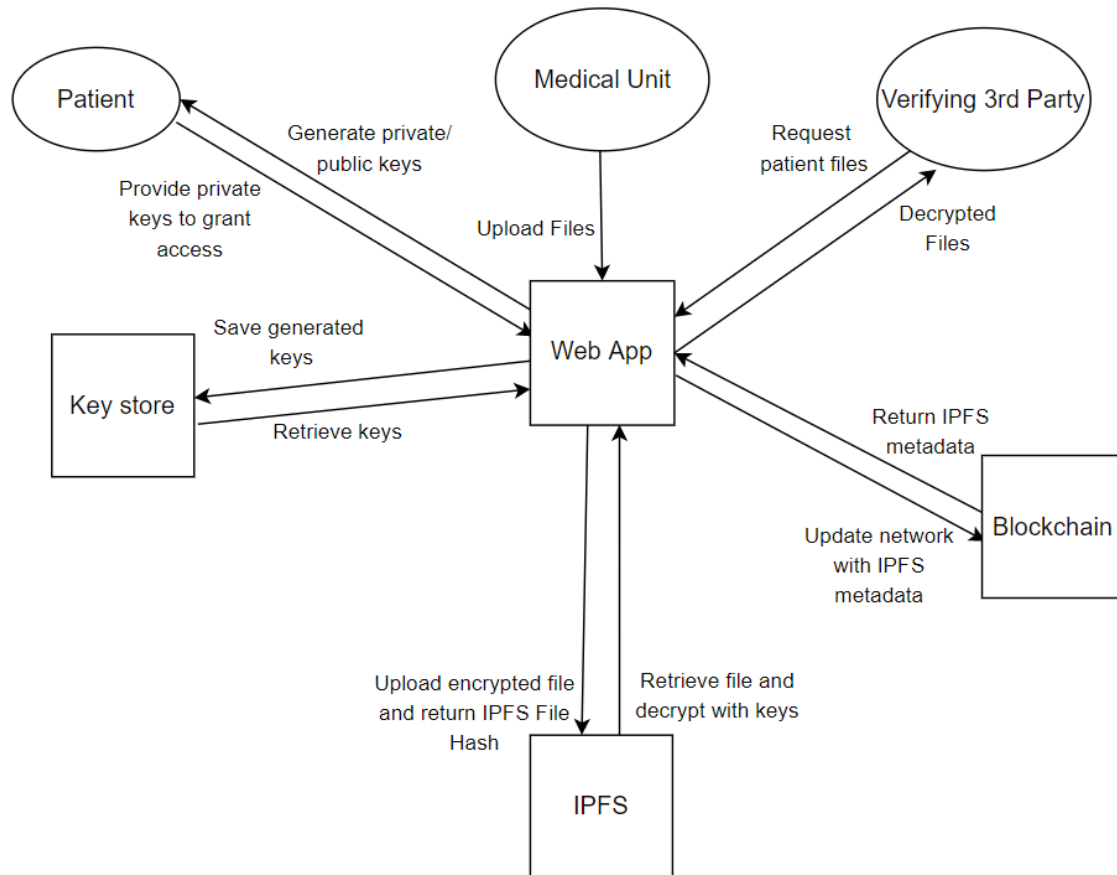 Patient
Medical Unit
Verifying 3rd Party
Generate private/
public keys
Provide private
keys to grant
access
Upload Files
Request
patient files
Decrypted
Files
Web App
Save generated
keys
Key store
Retrieve keys
Return IPFS
metadata
Blockchain
Update network
with IPFS
metadata
Upload encrypted file
and return IPFS File
Hash
Retrieve file and
decrypt with keys
IPFS